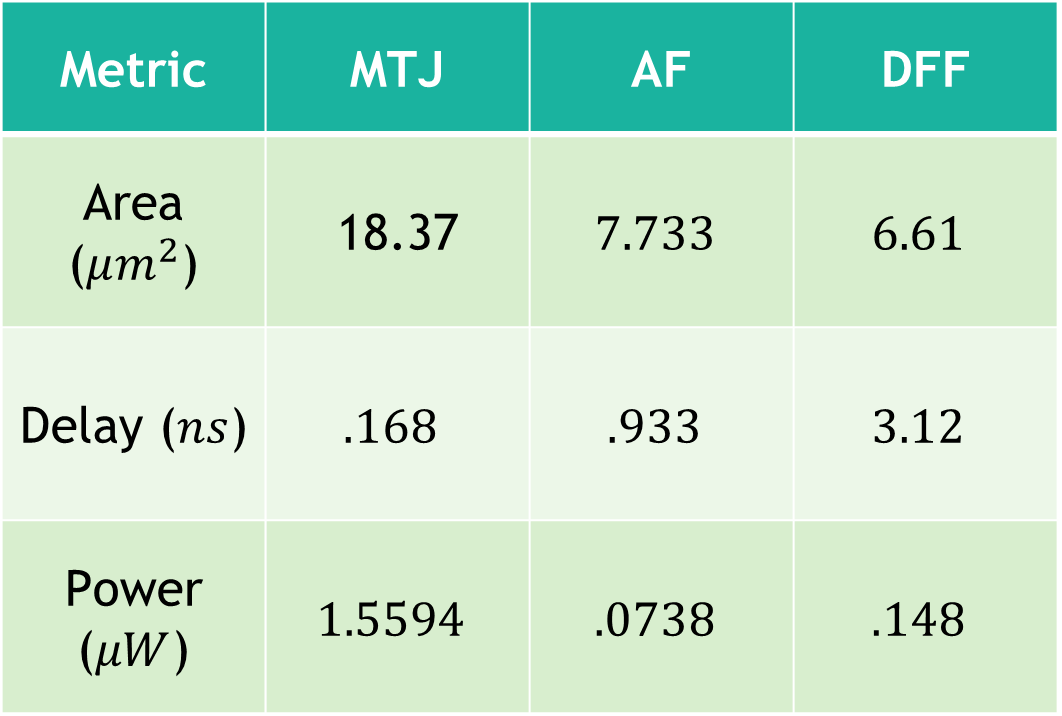 Metric MTJ AF DFF
Area
(μm²) 18.37 7.733 6.61
Delay (ns) .168 .933 3.12
Power
(μW) 1.5594 .0738 .148